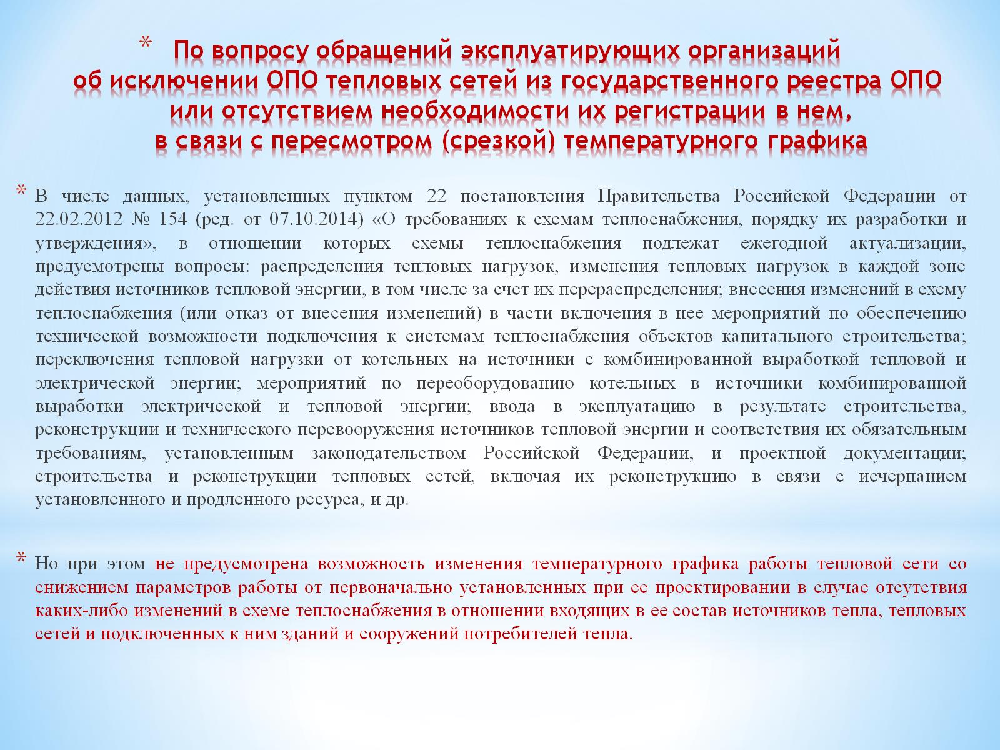 * По вопросу обращений эксплуатирующих организаций
об исключении ОПО тепловых сетей из государственного реестра ОПО
или отсутствием необходимости их регистрации в нем,
в связи с пересмотром (срезкой) температурного графика
* В числе данных, установленных пунктом 22 постановления Правительства Российской Федерации от
22.02.2012 № 154 (ред. от 07.10.2014) «О требованиях к схемам теплоснабжения, порядку их разработки и
утверждения», в отношении которых схемы теплоснабжения подлежат ежегодной актуализации,
предусмотрены вопросы: распределения тепловых нагрузок, изменения тепловых нагрузок в каждой зоне
действия источников тепловой энергии, в том числе за счет их перераспределения; внесения изменений в схему
теплоснабжения (или отказ от внесения изменений) в части включения в нее мероприятий по обеспечению
технической возможности подключения к системам теплоснабжения объектов капитального строительства;
переключения тепловой нагрузки от котельных на источники с комбинированной выработкой тепловой и
электрической энергии; мероприятий по переоборудованию котельных в источники комбинированной
выработки электрической и тепловой энергии; ввода в эксплуатацию в результате строительства,
реконструкции и технического перевооружения источников тепловой энергии и соответствия их обязательным
требованиям, установленным законодательством Российской Федерации, и проектной документации;
строительства и реконструкции тепловых сетей, включая их реконструкцию в связи с исчерпанием
установленного и продленного ресурса, и др.
* Но при этом не предусмотрена возможность изменения температурного графика работы тепловой сети со
снижением параметров работы от первоначально установленных при ее проектировании в случае отсутствия
каких-либо изменений в схеме теплоснабжения в отношении входящих в ее состав источников тепла, тепловых
сетей и подключенных к ним зданий и сооружений потребителей тепла.